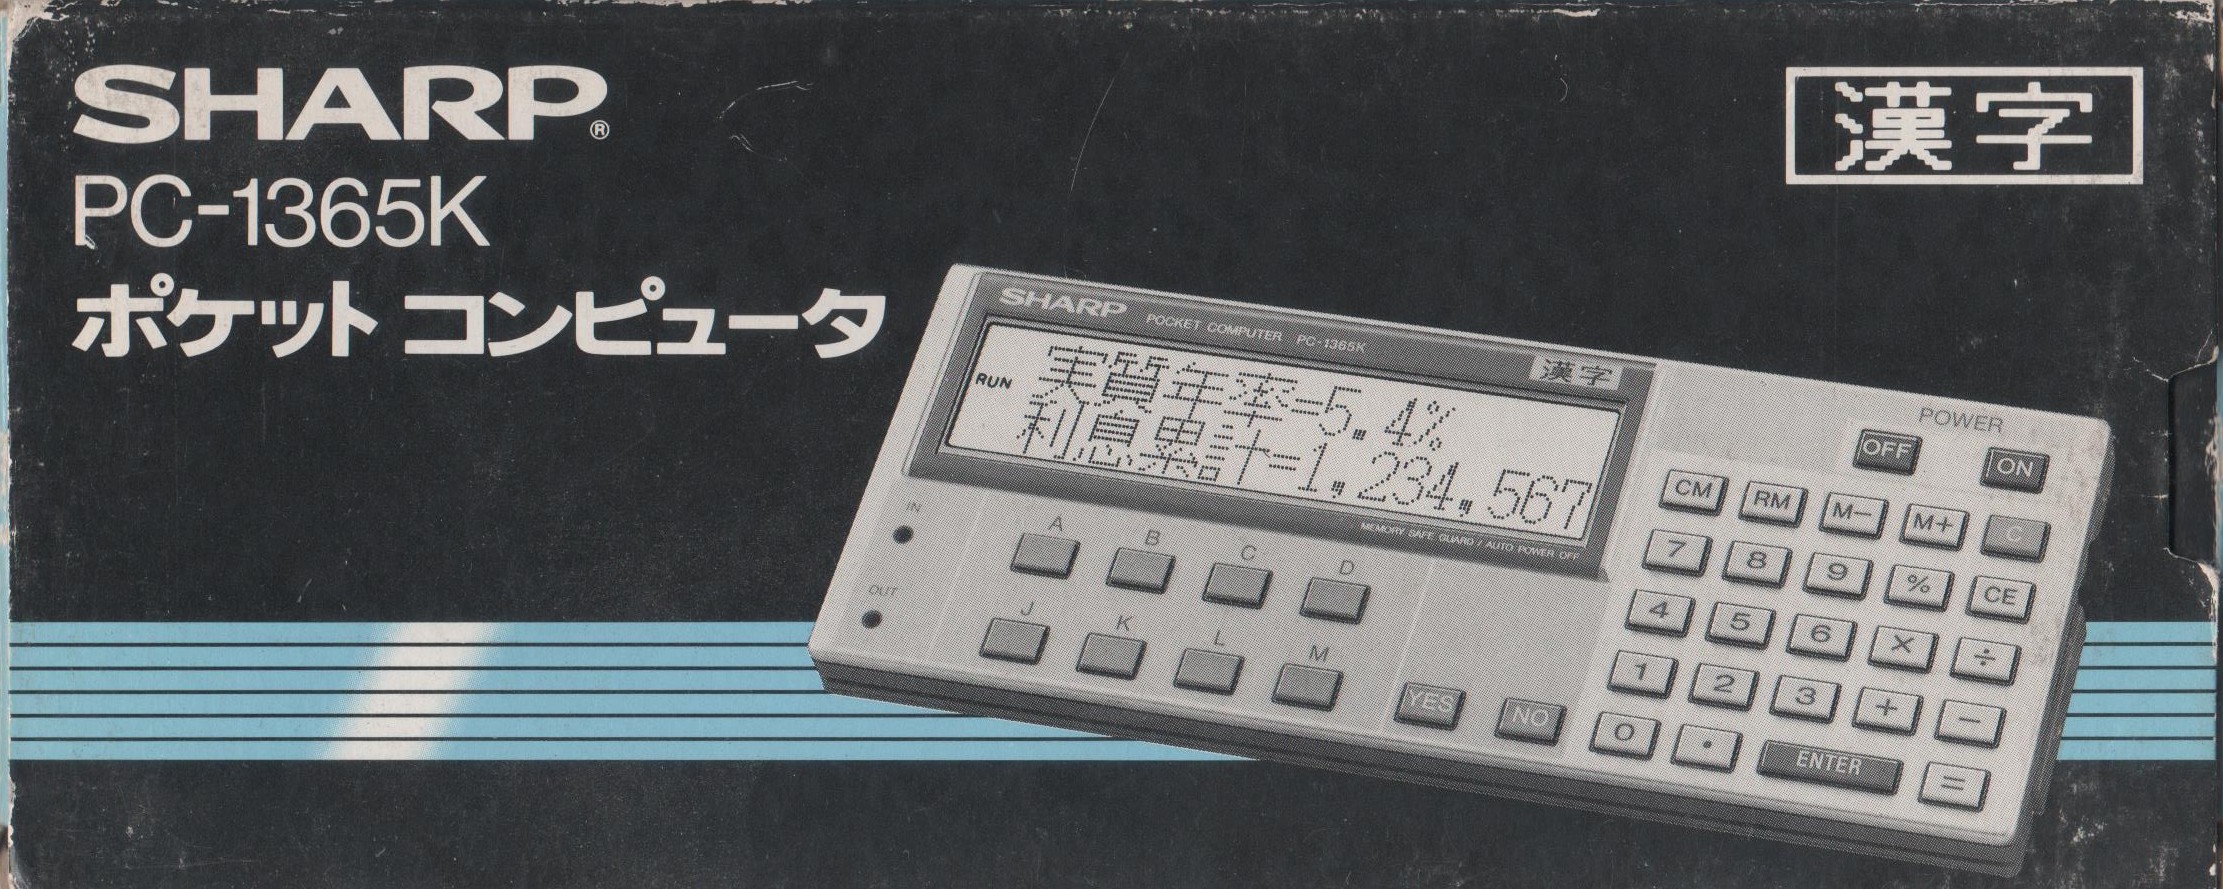 SHARP®
漢字
PC-1365K
ポケットコンピュータ
SHARP POCKET COMPUTER PC-1365K
漢字
RUN
実質年率=5.4%
利息累計=1,234,567
MEMORY SAFE GUARD / AUTO POWER OFF
POWER
OFF ON
IN
OUT
A B C D
J K L M
YES NO
CM RM M− M+ C
7 8 9 % CE
4 5 6 × ÷
1 2 3 + −
0 . ENTER =